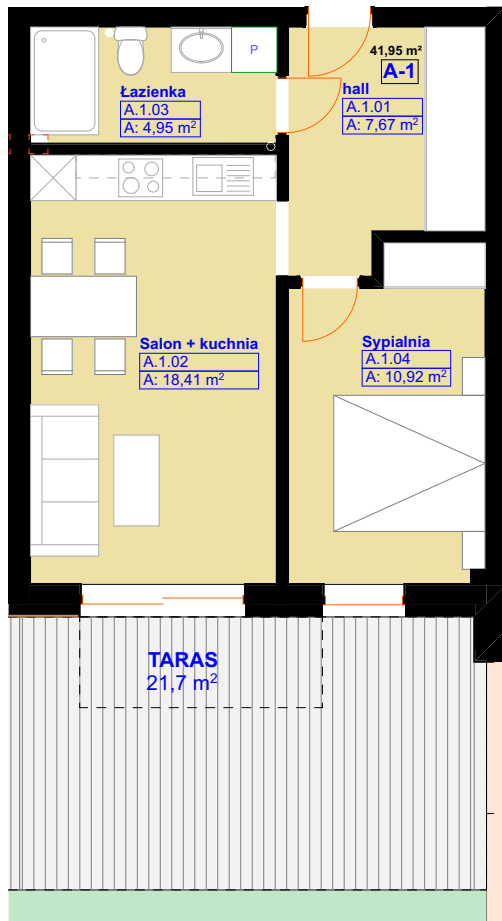 P
41,95 m²
A-1
Łazienka
A.1.03
A: 4,95 m²
hall
A.1.01
A: 7,67 m²
Salon + kuchnia
A.1.02
A: 18,41 m²
Sypialnia
A.1.04
A: 10,92 m²
TARAS
21,7 m²